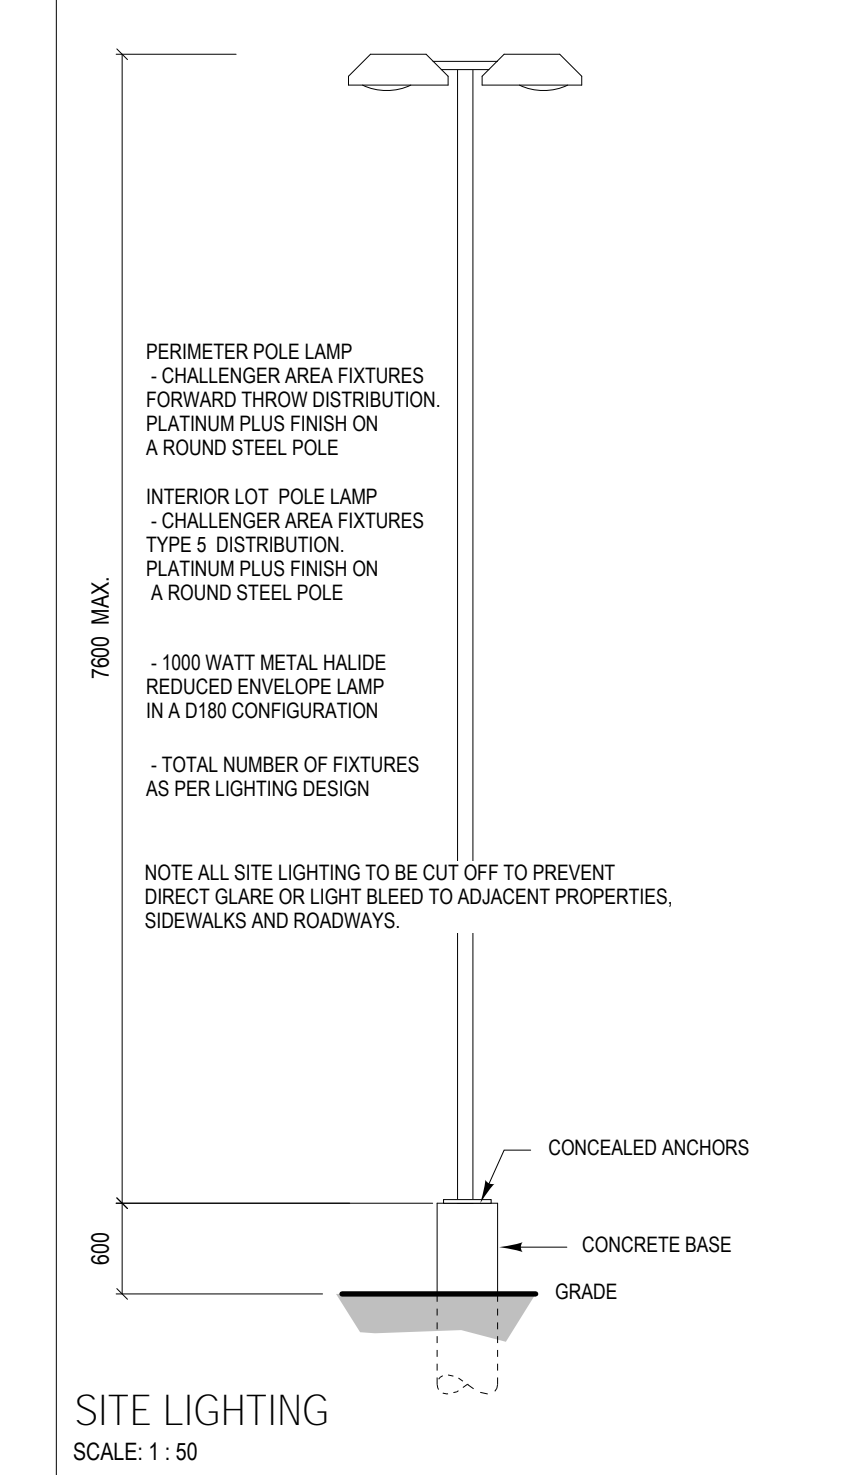 PERIMETER POLE LAMP
- CHALLENGER AREA FIXTURES
FORWARD THROW DISTRIBUTION.
PLATINUM PLUS FINISH ON
A ROUND STEEL POLE
INTERIOR LOT POLE LAMP
- CHALLENGER AREA FIXTURES
TYPE 5 DISTRIBUTION.
PLATINUM PLUS FINISH ON
A ROUND STEEL POLE
7600 MAX.
- 1000 WATT METAL HALIDE
REDUCED ENVELOPE LAMP
IN A D180 CONFIGURATION
- TOTAL NUMBER OF FIXTURES
AS PER LIGHTING DESIGN
NOTE ALL SITE LIGHTING TO BE CUT OFF TO PREVENT
DIRECT GLARE OR LIGHT BLEED TO ADJACENT PROPERTIES,
SIDEWALKS AND ROADWAYS.
CONCEALED ANCHORS
600
CONCRETE BASE
GRADE
SITE LIGHTING
SCALE: 1 : 50